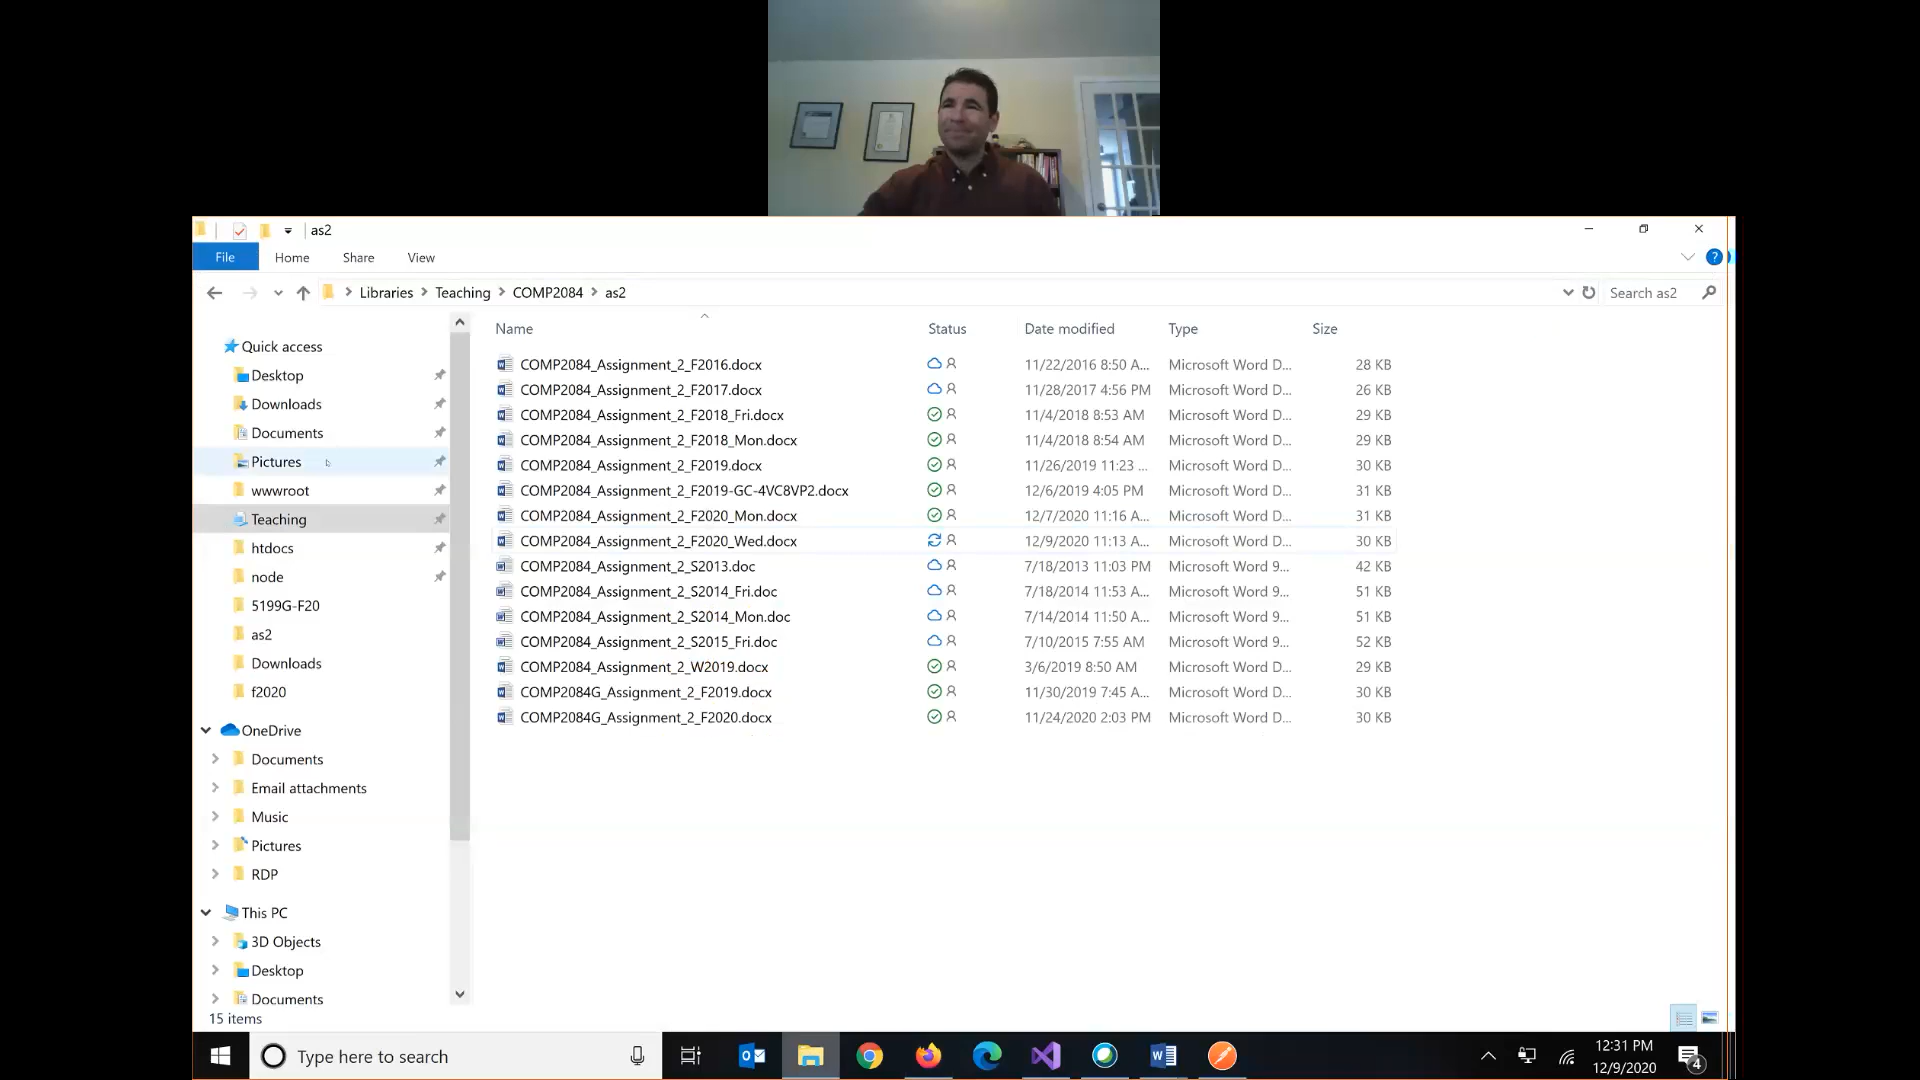 as2
File Home Share View
Libraries Teaching COMP2084 as2 Search as2
Name Status Date modified Type Size
Quick access
Desktop
Downloads
Documents
Pictures
wwwroot
Teaching
htdocs
node
5199G-F20
as2
Downloads
f2020
OneDrive
Documents
Email attachments
Music
Pictures
RDP
This PC
3D Objects
Desktop
Documents
COMP2084_Assignment_2_F2016.docx 11/22/2016 8:50 A... Microsoft Word D... 28 KB
COMP2084_Assignment_2_F2017.docx 11/28/2017 4:56 PM Microsoft Word D... 26 KB
COMP2084_Assignment_2_F2018_Fri.docx 11/4/2018 8:53 AM Microsoft Word D... 29 KB
COMP2084_Assignment_2_F2018_Mon.docx 11/4/2018 8:54 AM Microsoft Word D... 29 KB
COMP2084_Assignment_2_F2019.docx 11/26/2019 11:23 ... Microsoft Word D... 30 KB
COMP2084_Assignment_2_F2019-GC-4VC8VP2.docx 12/6/2019 4:05 PM Microsoft Word D... 31 KB
COMP2084_Assignment_2_F2020_Mon.docx 12/7/2020 11:16 A... Microsoft Word D... 31 KB
COMP2084_Assignment_2_F2020_Wed.docx 12/9/2020 11:13 A... Microsoft Word D... 30 KB
COMP2084_Assignment_2_S2013.doc 7/18/2013 11:03 PM Microsoft Word 9... 42 KB
COMP2084_Assignment_2_S2014_Fri.doc 7/18/2014 11:53 AM Microsoft Word 9... 51 KB
COMP2084_Assignment_2_S2014_Mon.doc 7/14/2014 11:50 A... Microsoft Word 9... 51 KB
COMP2084_Assignment_2_S2015_Fri.doc 7/10/2015 7:55 AM Microsoft Word 9... 52 KB
COMP2084_Assignment_2_W2019.docx 3/6/2019 8:50 AM Microsoft Word D... 29 KB
COMP2084G_Assignment_2_F2019.docx 11/30/2019 7:45 A... Microsoft Word D... 30 KB
COMP2084G_Assignment_2_F2020.docx 11/24/2020 2:03 PM Microsoft Word D... 30 KB
15 items
Type here to search
12:31 PM
12/9/2020
4